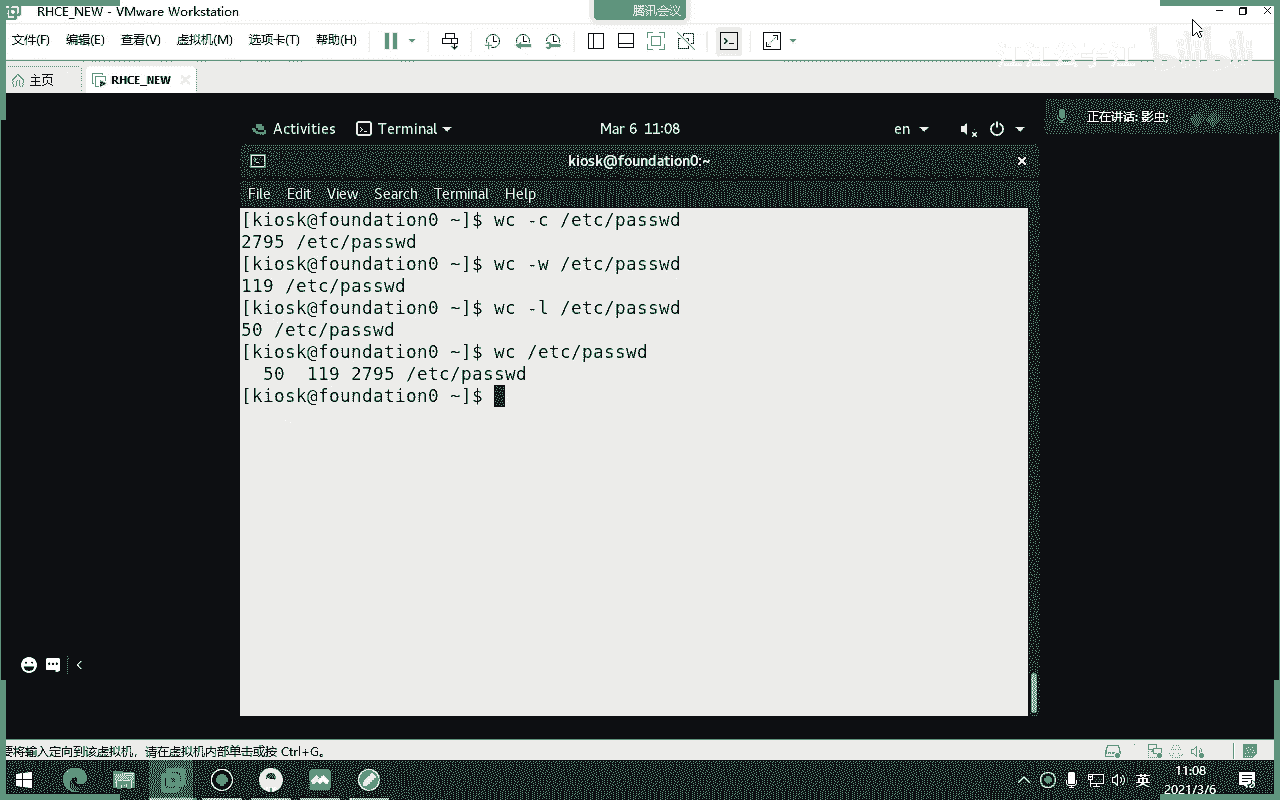 RHCE_NEW - VMware Workstation
腾讯会议
文件(F) 编辑(E) 查看(V) 虚拟机(M) 选项卡(T) 帮助(H)
主页 RHCE_NEW
正在讲话: 影虫;
Activities Terminal Mar 6 11:08 en
kiosk@foundation0:~
File Edit View Search Terminal Help
[kiosk@foundation0 ~]$ wc -c /etc/passwd
2795 /etc/passwd
[kiosk@foundation0 ~]$ wc -w /etc/passwd
119 /etc/passwd
[kiosk@foundation0 ~]$ wc -l /etc/passwd
50 /etc/passwd
[kiosk@foundation0 ~]$ wc /etc/passwd
50 119 2795 /etc/passwd
[kiosk@foundation0 ~]$
要将输入定向到该虚拟机，请在虚拟机内部单击或按 Ctrl+G。
英
11:08
2021/3/6